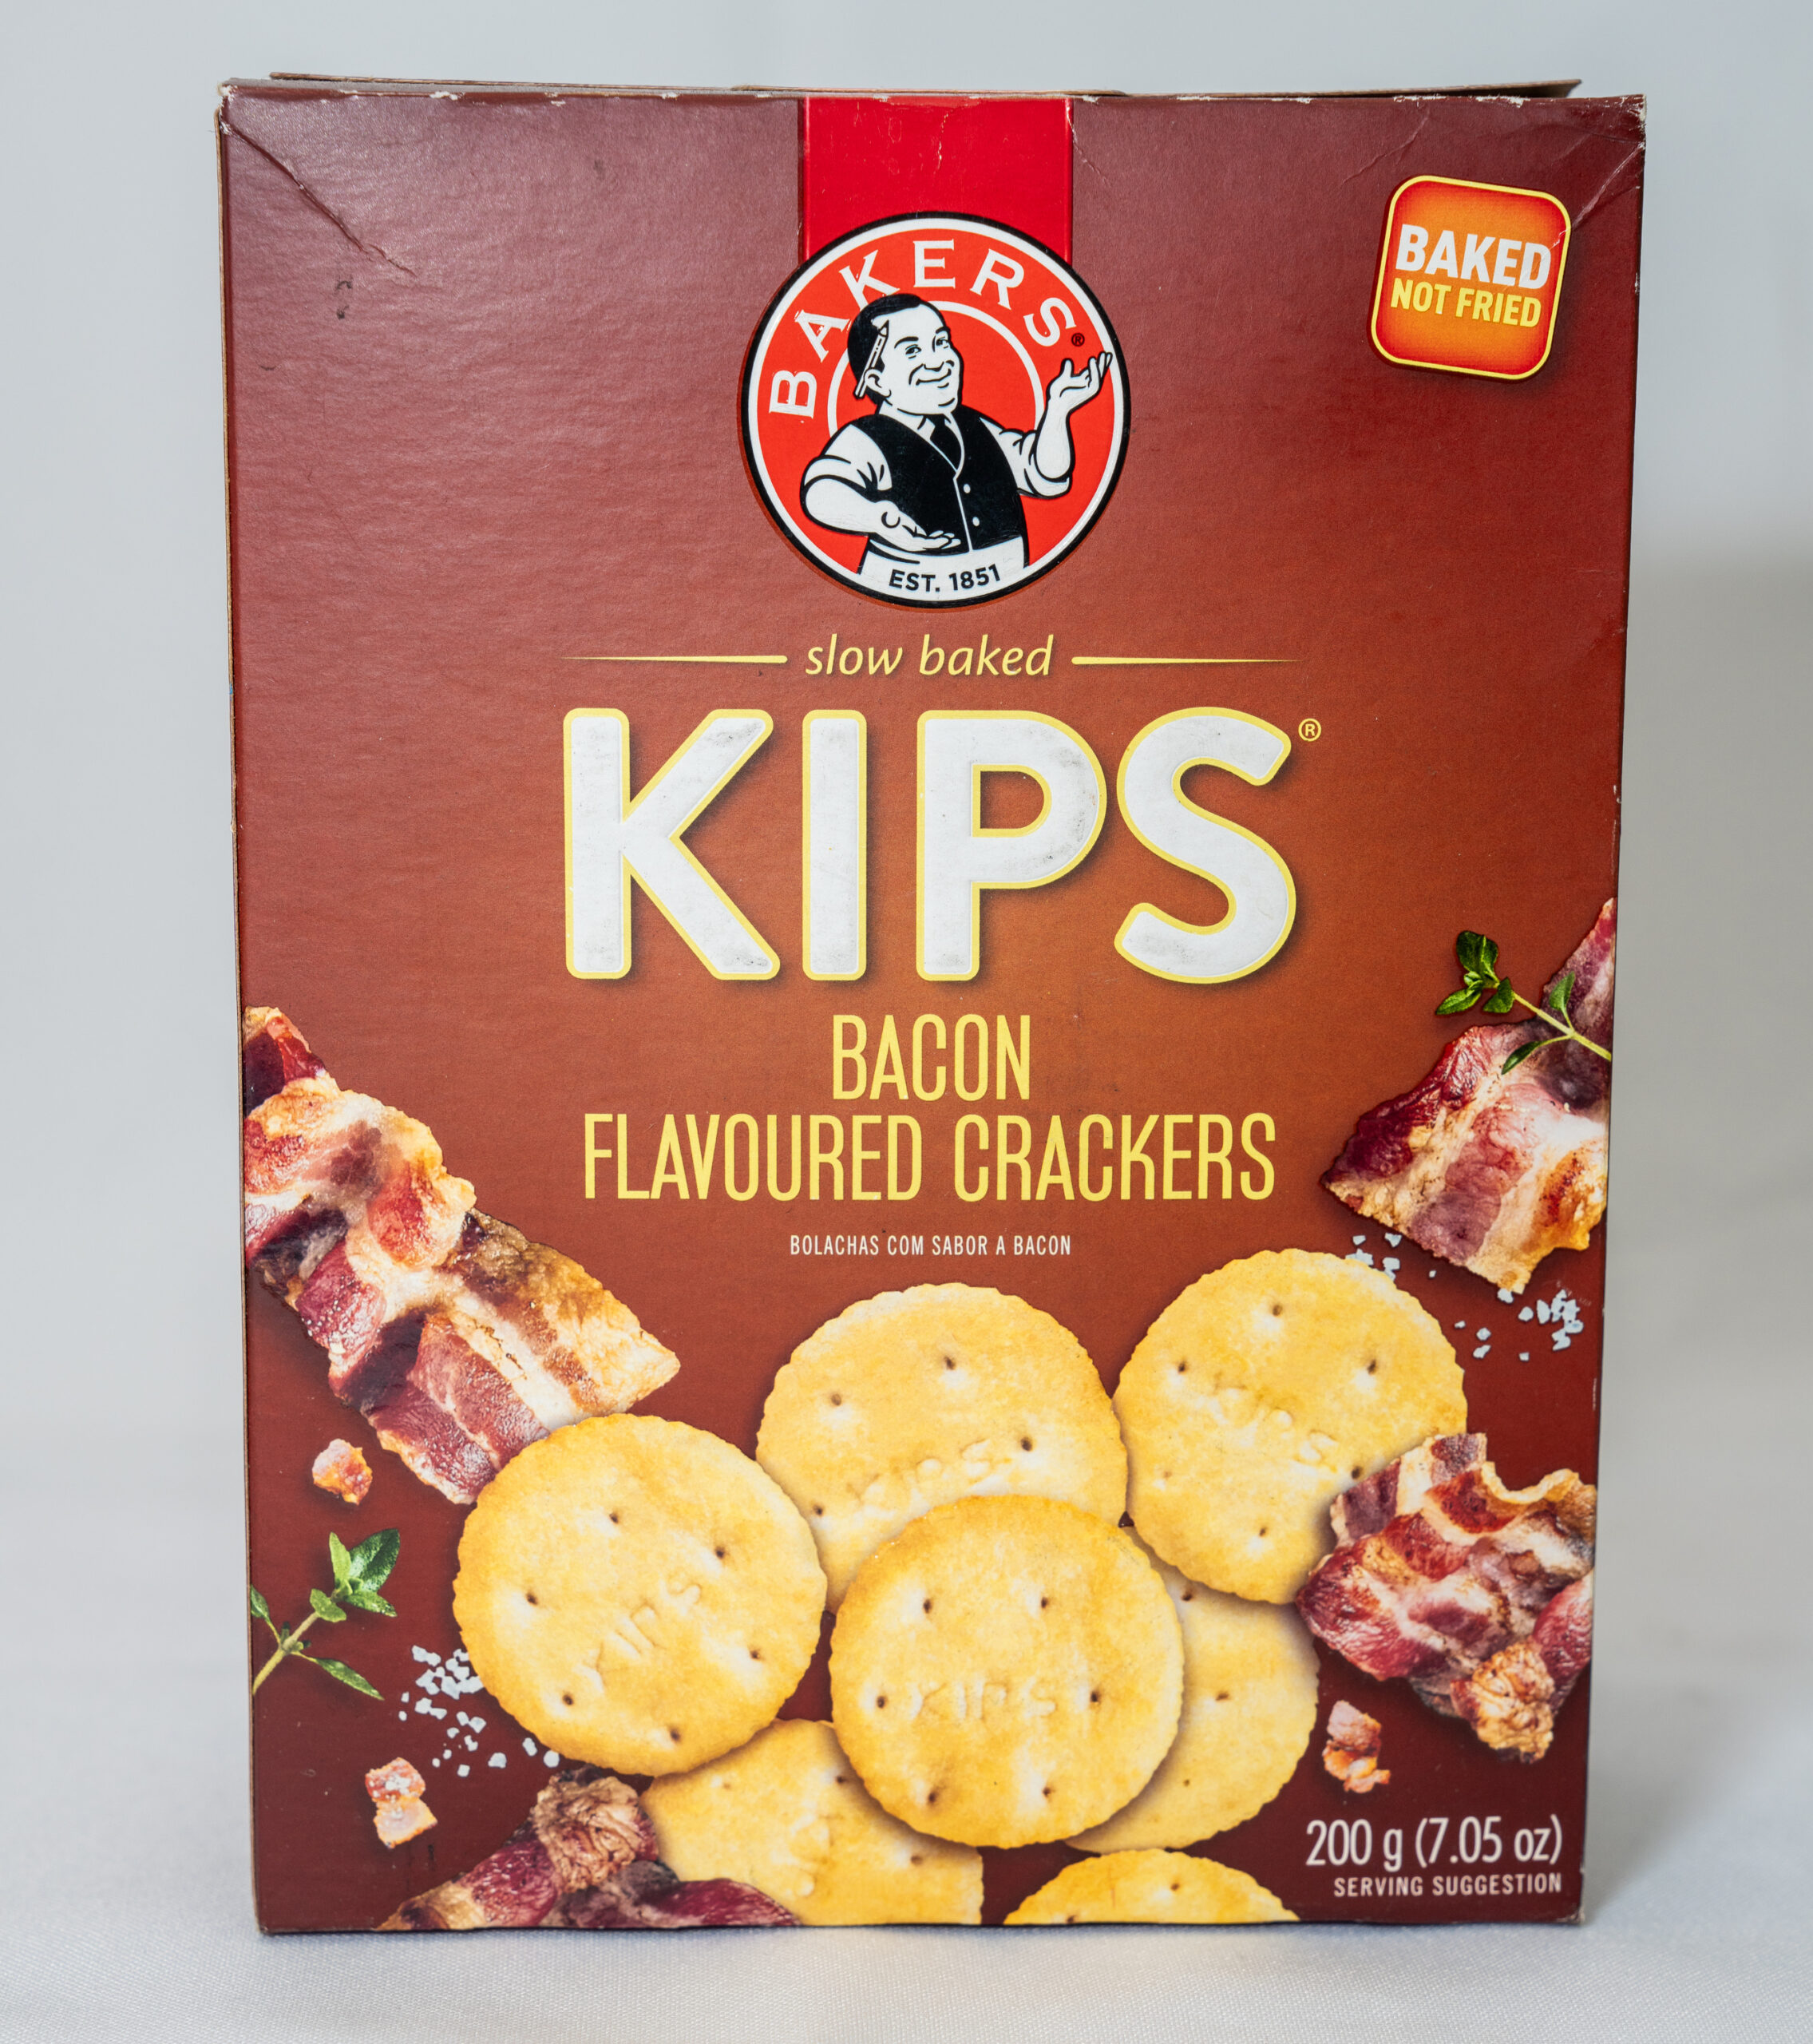 BAKERS®
EST. 1851
BAKED
NOT FRIED
slow baked
KIPS®
BACON
FLAVOURED CRACKERS
BOLACHAS COM SABOR A BACON
KIPS
KIPS
KIPS
KIPS
200 g (7.05 oz)
SERVING SUGGESTION